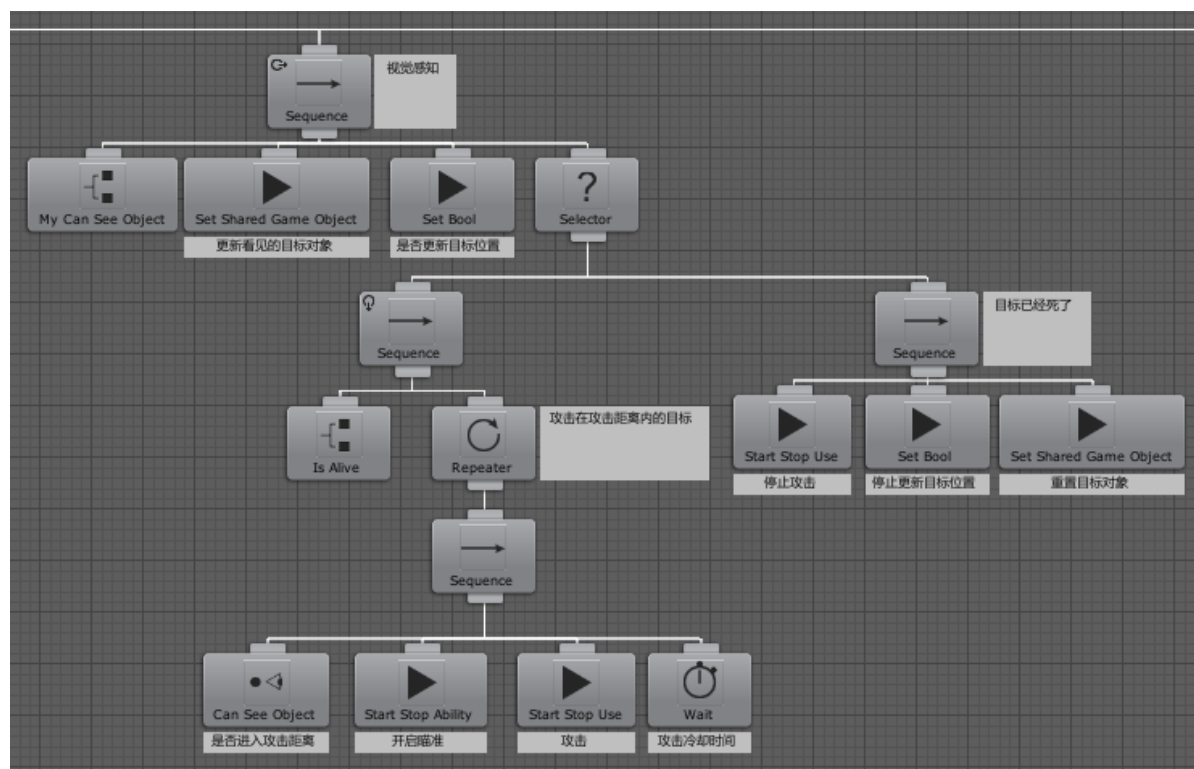 视觉感知
Sequence
My Can See Object
Set Shared Game Object
Set Bool
Selector
更新看见的目标对象
是否更新目标位置
Sequence
Sequence
目标已经死了
Is Alive
Repeater
攻击在攻击距离内的目标
Start Stop Use
Set Bool
Set Shared Game Object
停止攻击
停止更新目标位置
重置目标对象
Sequence
Can See Object
Start Stop Ability
Start Stop Use
Wait
是否进入攻击距离
开启瞄准
攻击
攻击冷却时间